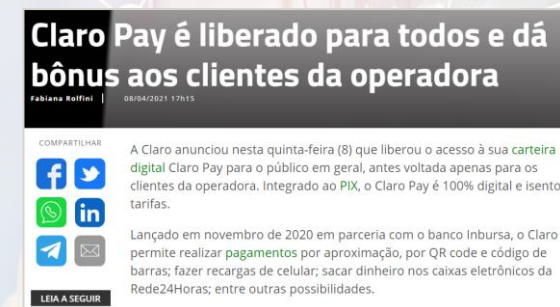 Claro Pay é liberado para todos e dá
bônus aos clientes da operadora
Fabiana Rolfini | 08/04/2021 17h15
COMPARTILHAR
A Claro anunciou nesta quinta-feira (8) que liberou o acesso à sua carteira
digital Claro Pay para o público em geral, antes voltada apenas para os
clientes da operadora. Integrado ao PIX, o Claro Pay é 100% digital e isento
tarifas.
Lançado em novembro de 2020 em parceria com o banco Inbursa, o Claro
permite realizar pagamentos por aproximação, por QR code e código de
barras; fazer recargas de celular; sacar dinheiro nos caixas eletrônicos da
Rede24Horas; entre outras possibilidades.
LEIA A SEGUIR